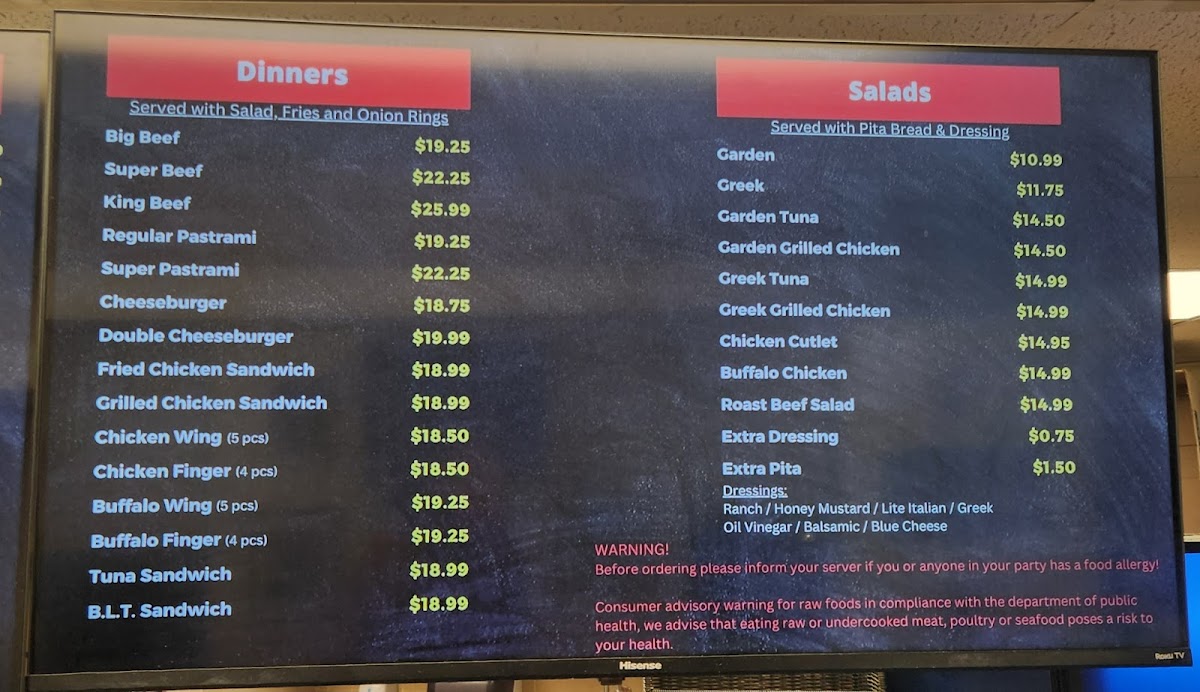 Dinners
Served with Salad, Fries and Onion Rings
Big Beef $19.25
Super Beef $22.25
King Beef $25.99
Regular Pastrami $19.25
Super Pastrami $22.25
Cheeseburger $18.75
Double Cheeseburger $19.99
Fried Chicken Sandwich $18.99
Grilled Chicken Sandwich $18.99
Chicken Wing (5 pcs) $18.50
Chicken Finger (4 pcs) $18.50
Buffalo Wing (5 pcs) $19.25
Buffalo Finger (4 pcs) $19.25
Tuna Sandwich $18.99
B.L.T. Sandwich $18.99
Salads
Served with Pita Bread & Dressing
Garden $10.99
Greek $11.75
Garden Tuna $14.50
Garden Grilled Chicken $14.50
Greek Tuna $14.99
Greek Grilled Chicken $14.99
Chicken Cutlet $14.95
Buffalo Chicken $14.99
Roast Beef Salad $14.99
Extra Dressing $0.75
Extra Pita $1.50
Dressings:
Ranch / Honey Mustard / Lite Italian / Greek
Oil Vinegar / Balsamic / Blue Cheese
WARNING!
Before ordering please inform your server if you or anyone in your party has a food allergy!
Consumer advisory warning for raw foods in compliance with the department of public
health, we advise that eating raw or undercooked meat, poultry or seafood poses a risk to
your health.
Hisense
Roku TV